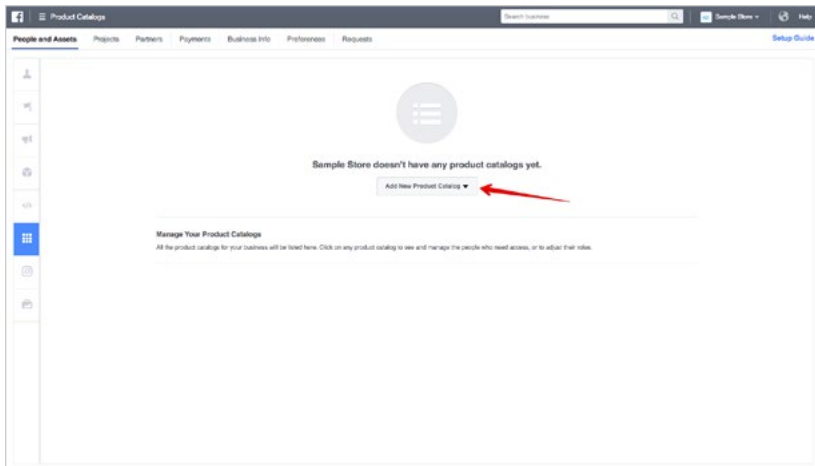 Product Catalogs
Search business
Sample Store
Help
People and Assets
Projects
Partners
Payments
Business Info
Preferences
Requests
Setup Guide
Sample Store doesn't have any product catalogs yet.
Add New Product Catalog
Manage Your Product Catalogs
All the product catalogs for your business will be listed here. Click on any product catalog to see and manage the people who need access, or to adjust their roles.